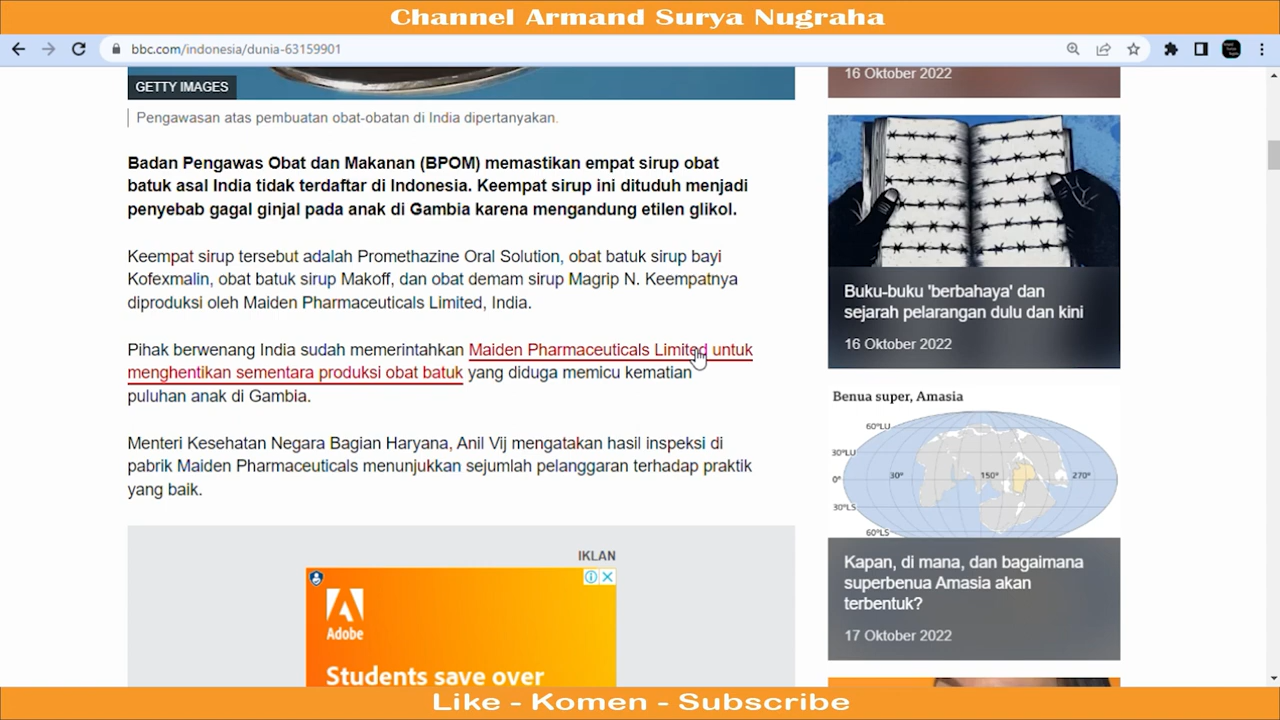 Channel Armand Surya Nugraha
bbc.com/indonesia/dunia-63159901
GETTY IMAGES
Pengawasan atas pembuatan obat-obatan di India dipertanyakan.
Badan Pengawas Obat dan Makanan (BPOM) memastikan empat sirup obat
batuk asal India tidak terdaftar di Indonesia. Keempat sirup ini dituduh menjadi
penyebab gagal ginjal pada anak di Gambia karena mengandung etilen glikol.
Keempat sirup tersebut adalah Promethazine Oral Solution, obat batuk sirup bayi
Kofexmalin, obat batuk sirup Makoff, dan obat demam sirup Magrip N. Keempatnya
diproduksi oleh Maiden Pharmaceuticals Limited, India.
Pihak berwenang India sudah memerintahkan Maiden Pharmaceuticals Limited untuk
menghentikan sementara produksi obat batuk yang diduga memicu kematian
puluhan anak di Gambia.
Menteri Kesehatan Negara Bagian Haryana, Anil Vij mengatakan hasil inspeksi di
pabrik Maiden Pharmaceuticals menunjukkan sejumlah pelanggaran terhadap praktik
yang baik.
IKLAN
Adobe
Students save over
16 Oktober 2022
Buku-buku 'berbahaya' dan
sejarah pelarangan dulu dan kini
16 Oktober 2022
Benua super, Amasia
60°LU
30°LU
0°
30°
150°
270°
30°LS
60°LS
Kapan, di mana, dan bagaimana
superbenua Amasia akan
terbentuk?
17 Oktober 2022
Like - Komen - Subscribe